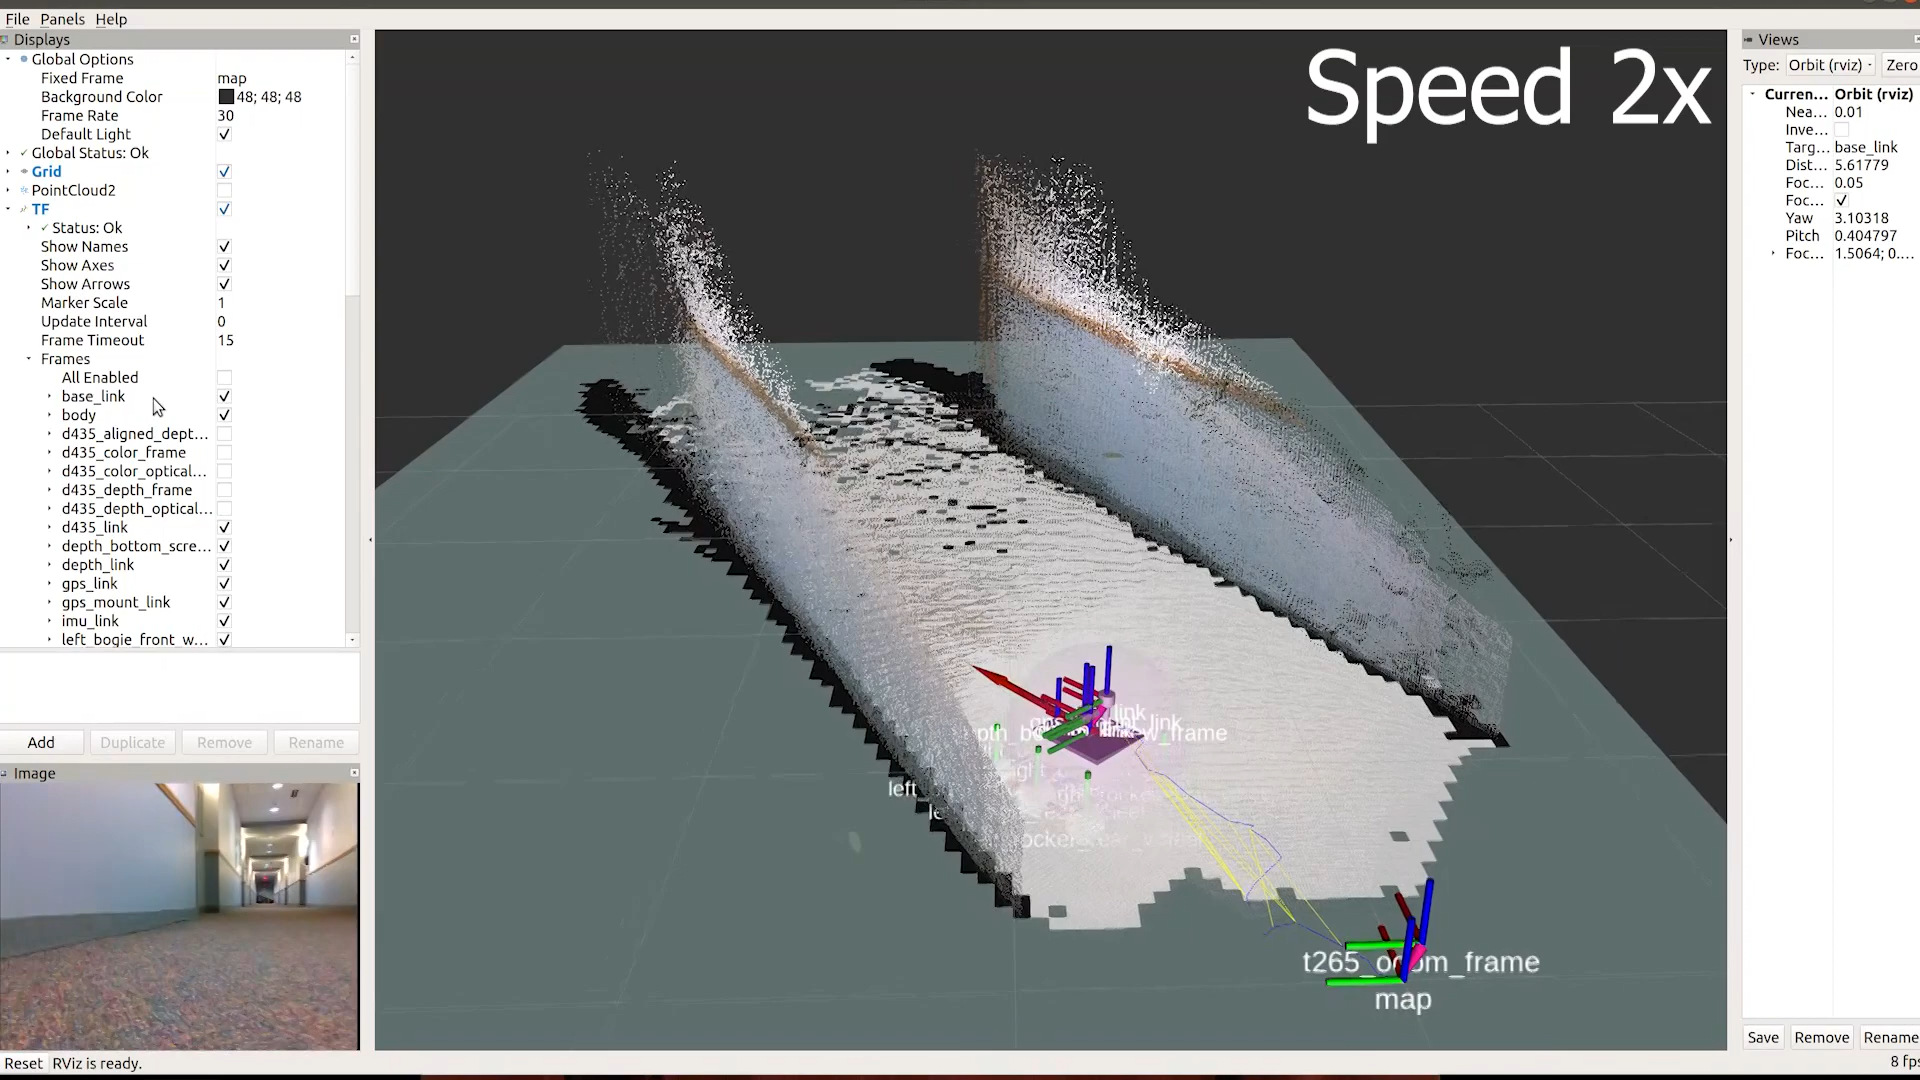 File Panels Help
Displays
Global Options
Fixed Frame map
Background Color 48; 48; 48
Frame Rate 30
Default Light
Global Status: Ok
Grid
PointCloud2
TF
Status: Ok
Show Names
Show Axes
Show Arrows
Marker Scale 1
Update Interval 0
Frame Timeout 15
Frames
All Enabled
base_link
body
d435_aligned_dept...
d435_color_frame
d435_color_optical...
d435_depth_frame
d435_depth_optical...
d435_link
depth_bottom_scre...
depth_link
gps_link
gps_mount_link
imu_link
left_bogie_front_w...
Add Duplicate Remove Rename
Image
Reset RViz is ready.
Speed 2x
left
t265_odom_frame
map
Views
Type: Orbit (rviz) Zero
Curren... Orbit (rviz)
Nea... 0.01
Inve...
Targ... base_link
Dist... 5.61779
Foc... 0.05
Foc...
Yaw 3.10318
Pitch 0.404797
Foc... 1.5064; 0....
Save Remove Rename
8 fps